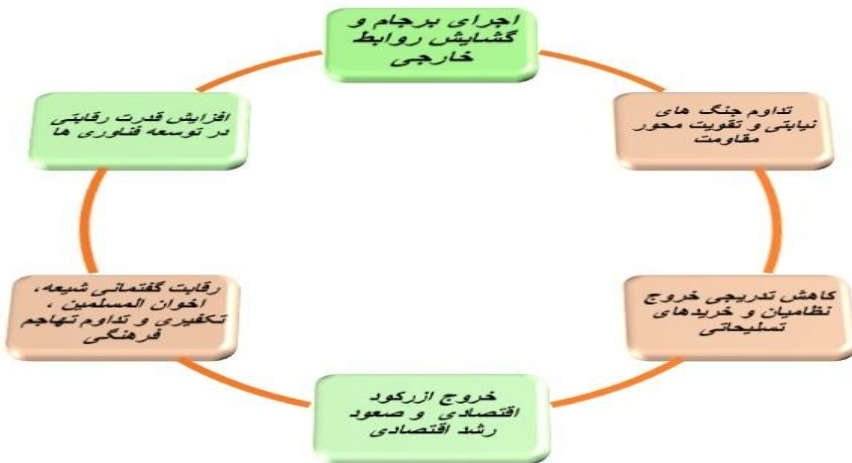 اجرای برجام و
گشایش روابط
خارجی
تداوم جنگ های
نیابتی و تقویت محور
مقاومت
کاهش تدریجی خروج
نظامیان و خریدهای
تسلیحاتی
خروج ازرکود
اقتصادی و صعود
رشد اقتصادی
رقابت گفتمانی شیعه،
اخوان المسلمین ،
تکفیری و تداوم تهاجم
فرهنگی
افزایش قدرت رقابتی
در توسعه فناوری ها